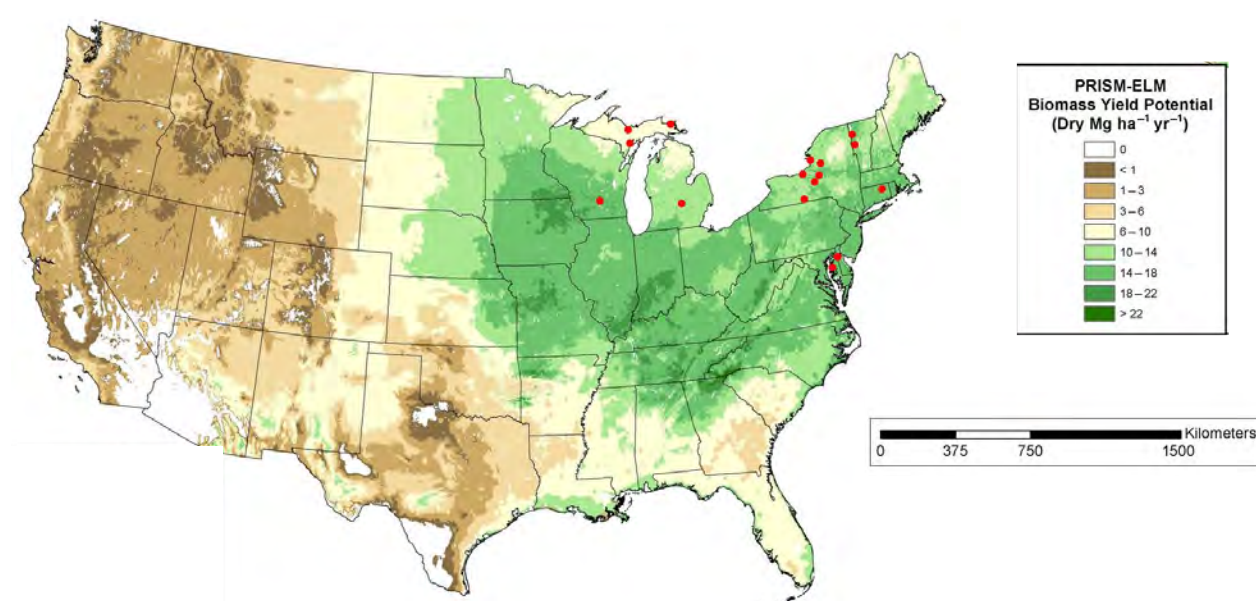 PRISM-ELM
Biomass Yield Potential
(Dry Mg ha⁻¹ yr⁻¹)
0
< 1
1 – 3
3 – 6
6 – 10
10 – 14
14 – 18
18 – 22
> 22
Kilometers
0 375 750 1500